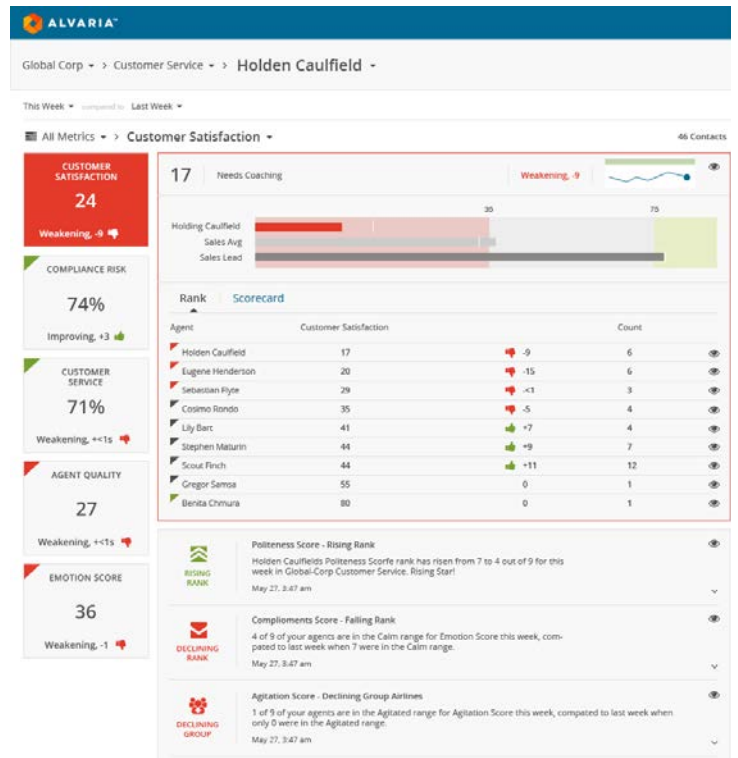 ALVARIA™
Global Corp > Customer Service > Holden Caulfield
This Week compared to Last Week
All Metrics > Customer Satisfaction
46 Contacts
CUSTOMER
SATISFACTION
24
Weakening, -9
COMPLIANCE RISK
74%
Improving, +3
CUSTOMER
SERVICE
71%
Weakening, +<1s
AGENT QUALITY
27
Weakening, +<1s
EMOTION SCORE
36
Weakening, -1
17 Needs Coaching Weakening, -9
35 75
Holding Caulfield
Sales Avg
Sales Lead
Rank Scorecard
Agent Customer Satisfaction Count
Holden Caulfield 17 -9 6
Eugene Henderson 20 -15 6
Sebastian Flyte 29 -<1 3
Cosimo Rondo 35 -5 4
Lily Bart 41 +7 4
Stephen Maturin 44 +9 7
Scout Finch 44 +11 12
Gregor Samsa 55 0 1
Benita Chmura 80 0 1
RISING
RANK
Politeness Score - Rising Rank
Holden Caulfields Politeness Scorfe rank has risen from 7 to 4 out of 9 for this
week in Global-Corp Customer Service. Rising Star!
May 27, 3:47 am
DECLINING
RANK
Complioments Score - Falling Rank
4 of 9 of your agents are in the Calm range for Emotion Score this week, com-
pated to last week when 7 were in the Calm range.
May 27, 3:47 am
DECLINING
GROUP
Agitation Score - Declining Group Airlines
1 of 9 of your agents are in the Agitated range for Agitation Score this week, compated to last week when
only 0 were in the Agitated range.
May 27, 3:47 am